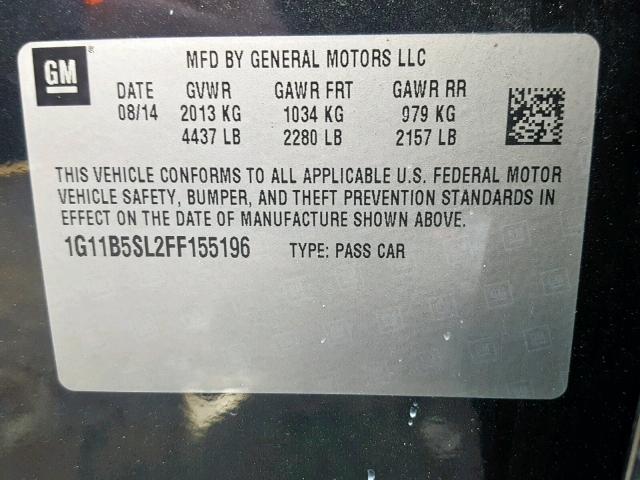 GM
MFD BY GENERAL MOTORS LLC
DATE GVWR GAWR FRT GAWR RR
08/14 2013 KG 1034 KG 979 KG
4437 LB 2280 LB 2157 LB
THIS VEHICLE CONFORMS TO ALL APPLICABLE U.S. FEDERAL MOTOR
VEHICLE SAFETY, BUMPER, AND THEFT PREVENTION STANDARDS IN
EFFECT ON THE DATE OF MANUFACTURE SHOWN ABOVE.
1G11B5SL2FF155196 TYPE: PASS CAR